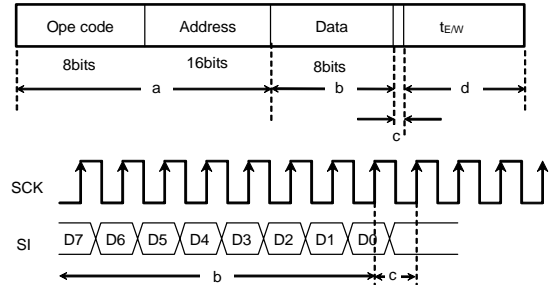 Ope code Address Data tE/W
8bits 16bits 8bits
a b d
c
SCK
SI D7 D6 D5 D4 D3 D2 D1 D0
b c